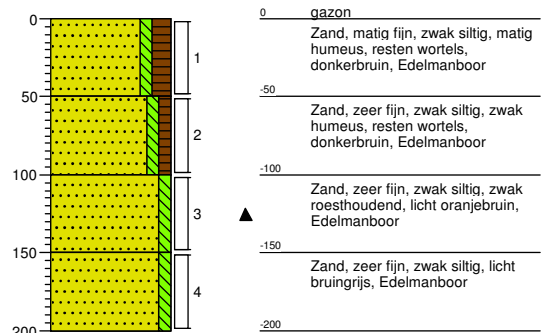 0
50
100
150
200
1
2
3
4
0
gazon
Zand, matig fijn, zwak siltig, matig
humeus, resten wortels,
donkerbruin, Edelmanboor
-50
Zand, zeer fijn, zwak siltig, zwak
humeus, resten wortels,
donkerbruin, Edelmanboor
-100
Zand, zeer fijn, zwak siltig, zwak
roesthoudend, licht oranjebruin,
Edelmanboor
-150
Zand, zeer fijn, zwak siltig, licht
bruingrijs, Edelmanboor
-200